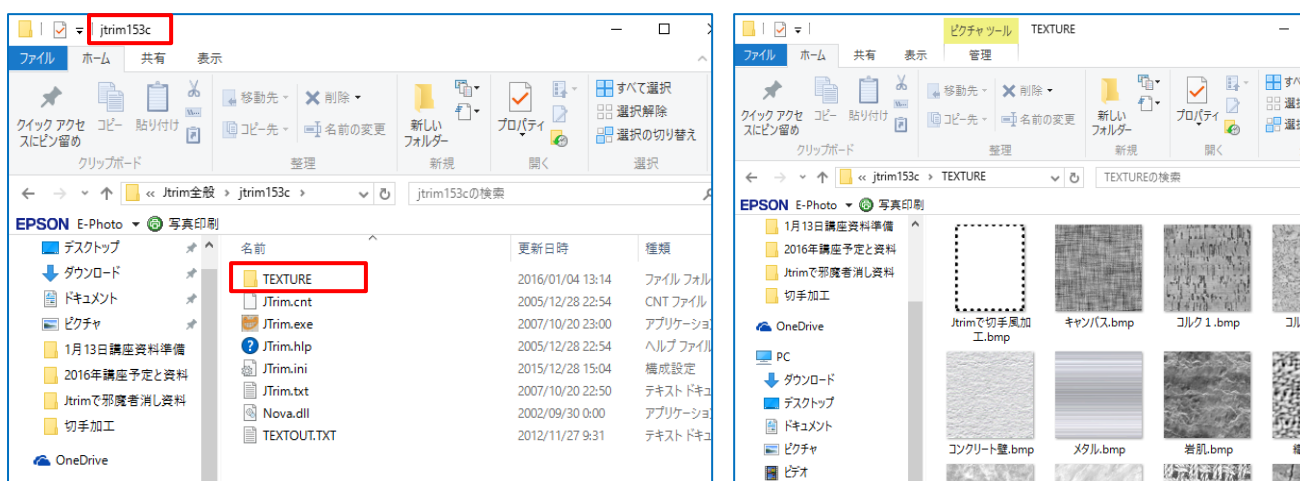 jtrim153c
ファイル ホーム 共有 表示
クイック アクセスにピン留め
コピー
貼り付け
クリップボード
移動先
コピー先
削除
名前の変更
整理
新しいフォルダー
新規
プロパティ
開く
すべて選択
選択解除
選択の切り替え
選択
« Jtrim全般 › jtrim153c ›
jtrim153cの検索
EPSON E-Photo 写真印刷
デスクトップ
ダウンロード
ドキュメント
ピクチャ
1月13日講座資料準備
2016年講座予定と資料
Jtrimで邪魔者消し資料
切手加工
OneDrive
名前 更新日時 種類
TEXTURE 2016/01/04 13:14 ファイル フォル
JTrim.cnt 2005/12/28 22:54 CNT ファイル
JTrim.exe 2007/10/20 23:00 アプリケーション
JTrim.hlp 2005/12/28 22:54 ヘルプ ファイル
JTrim.ini 2015/12/28 15:04 構成設定
JTrim.txt 2007/10/20 22:50 テキスト ドキュ
Nova.dll 2002/09/30 0:00 アプリケーション
TEXTOUT.TXT 2012/11/27 9:31 テキスト ドキュ
ピクチャ ツール TEXTURE
ファイル ホーム 共有 表示 管理
クイック アクセスにピン留め
コピー
貼り付け
クリップボード
移動先
コピー先
削除
名前の変更
整理
新しいフォルダー
新規
プロパティ
開く
« jtrim153c › TEXTURE
TEXTUREの検索
EPSON E-Photo 写真印刷
1月13日講座資料準備
2016年講座予定と資料
Jtrimで邪魔者消し資料
切手加工
OneDrive
PC
ダウンロード
デスクトップ
ドキュメント
ピクチャ
ビデオ
Jtrimで切手風加工.bmp
キャンバス.bmp
コルク１.bmp
コンクリート壁.bmp
メタル.bmp
岩肌.bmp